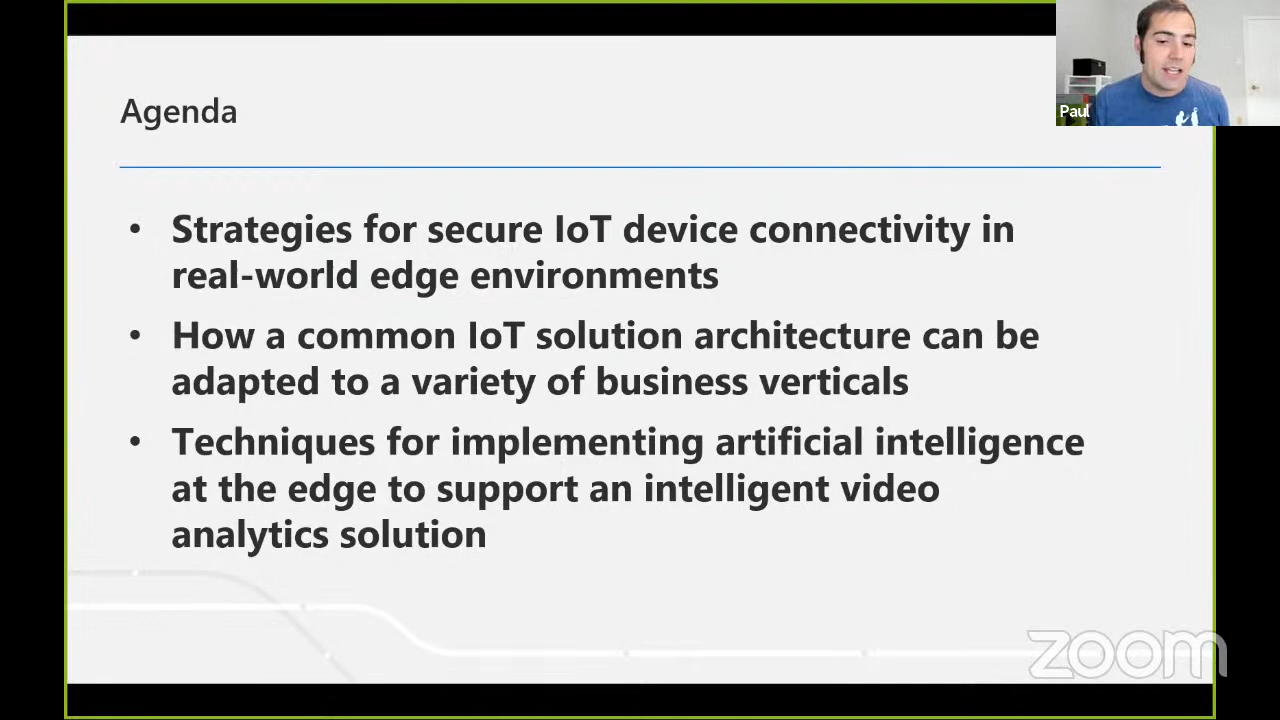 Paul
Agenda
• Strategies for secure IoT device connectivity in
real-world edge environments
• How a common IoT solution architecture can be
adapted to a variety of business verticals
• Techniques for implementing artificial intelligence
at the edge to support an intelligent video
analytics solution
zoom